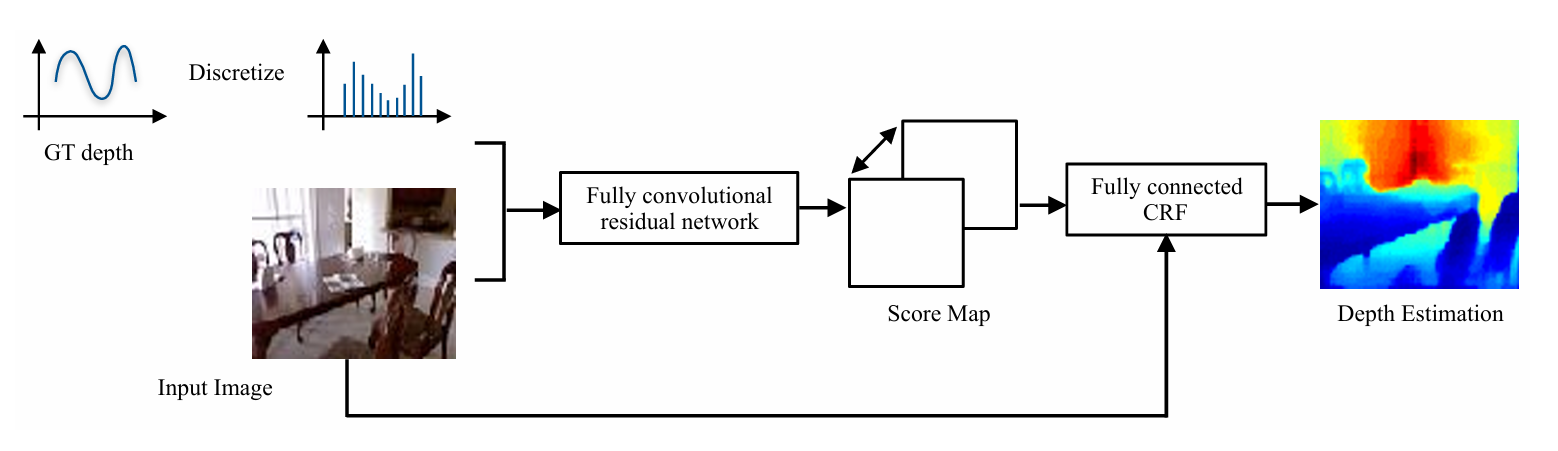 Discretize
GT depth
Fully convolutional
residual network
Fully connected
CRF
Score Map
Depth Estimation
Input Image